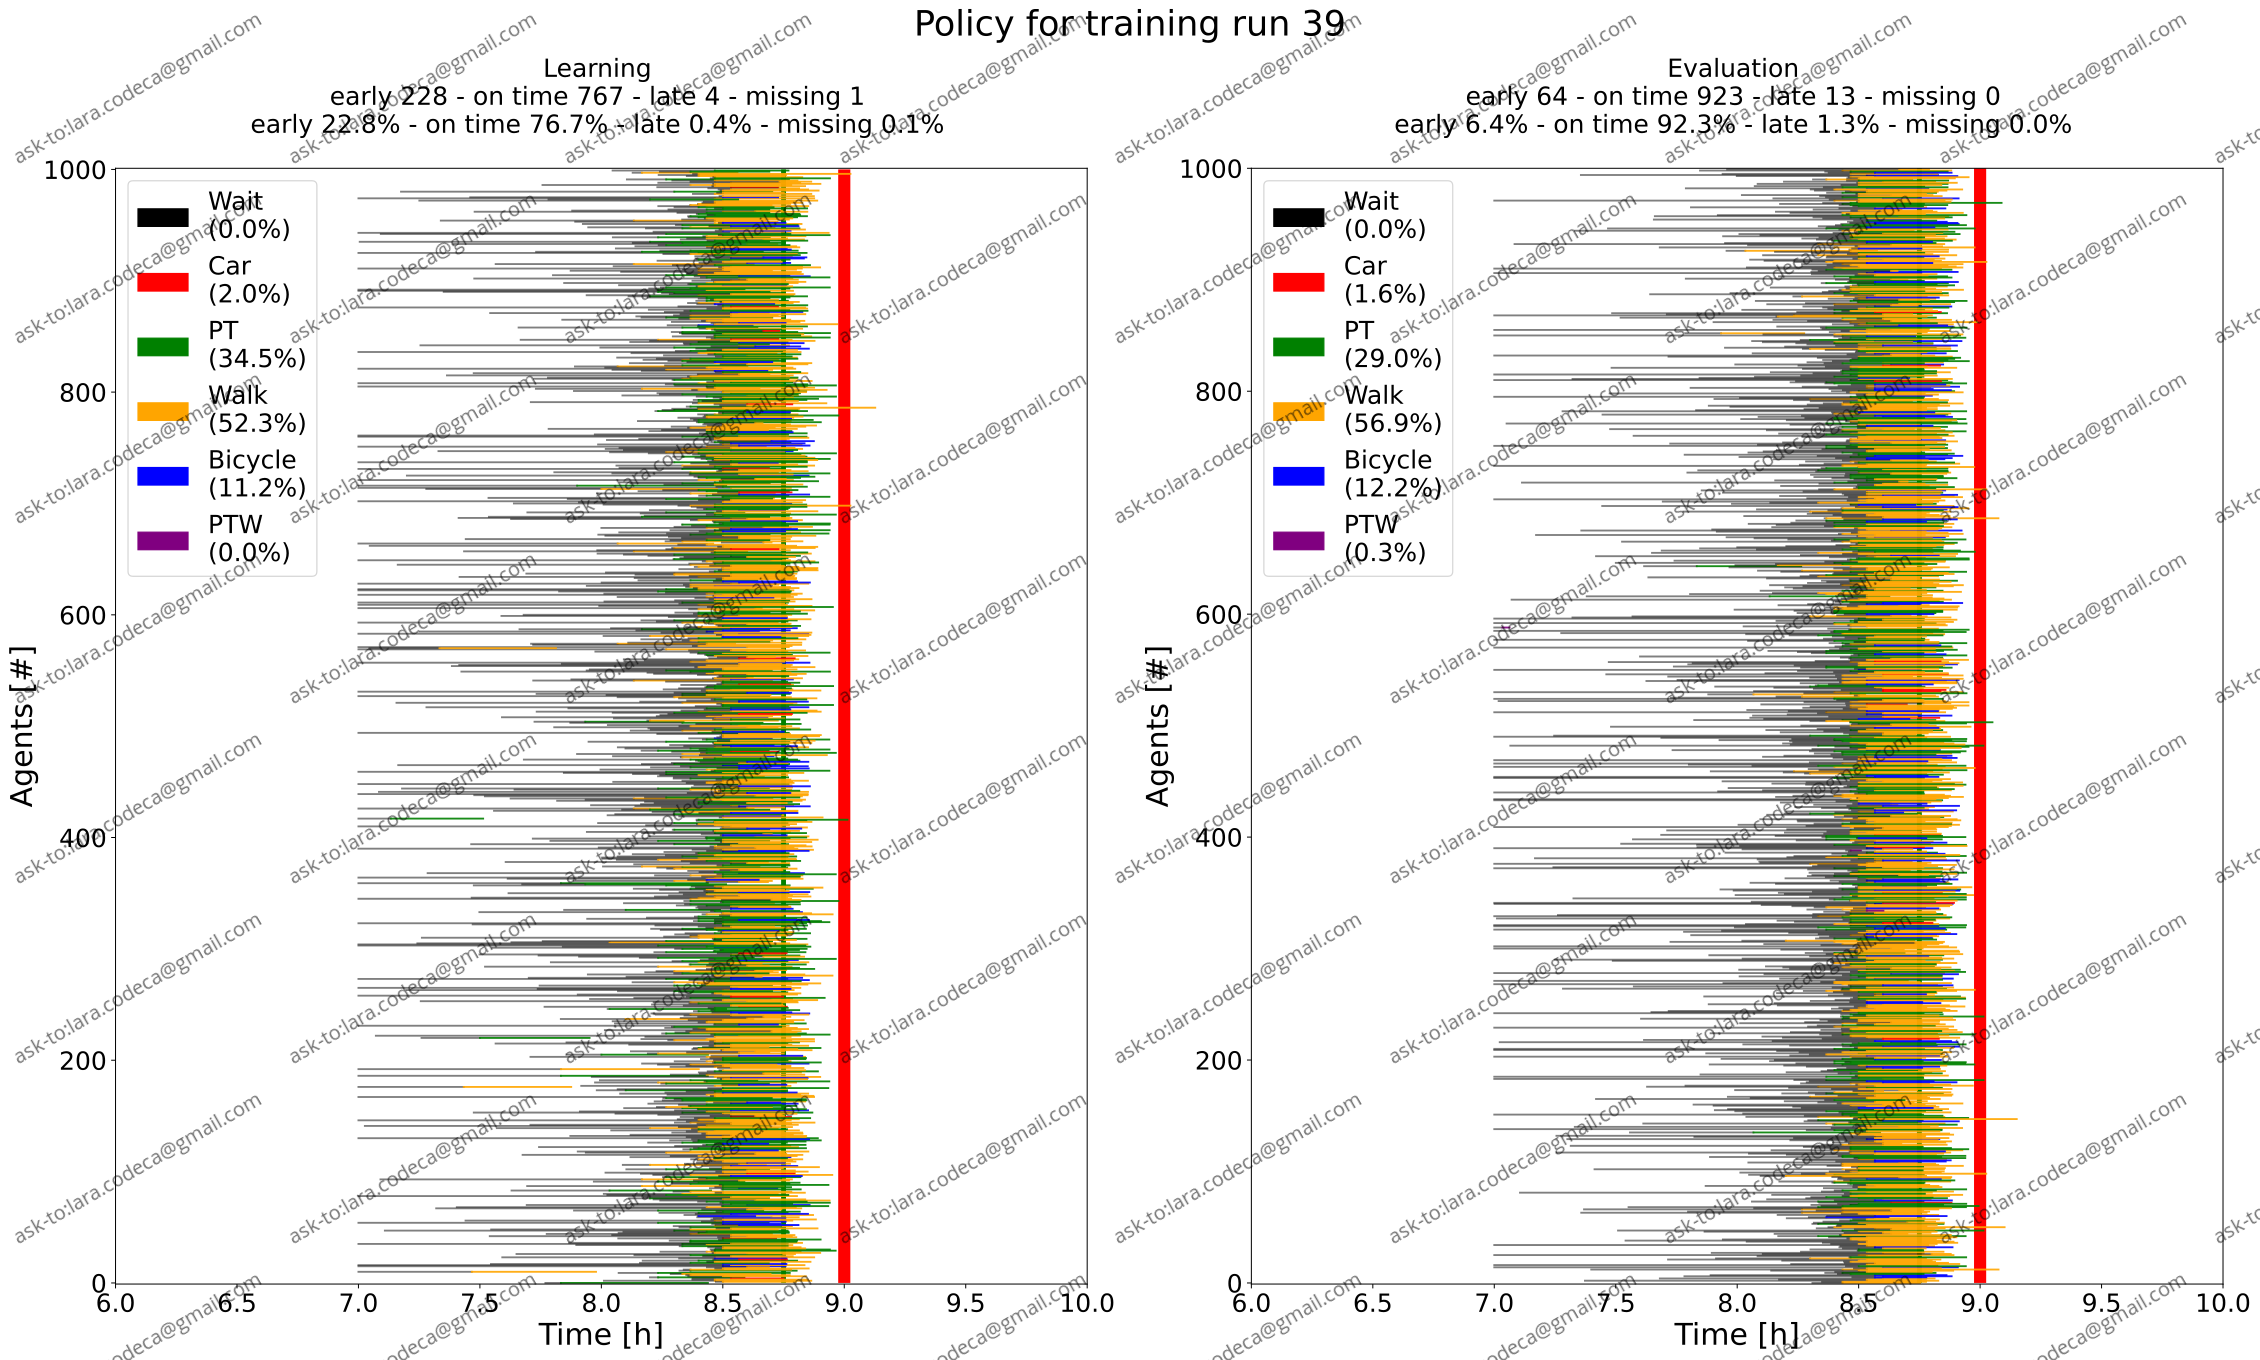 Policy for training run 39
Learning
early 228 - on time 767 - late 4 - missing 1
early 22.8% - on time 76.7% - late 0.4% - missing 0.1%
1000
800
600
400
200
0
Agents [#]
Wait
(0.0%)
Car
(2.0%)
PT
(34.5%)
Walk
(52.3%)
Bicycle
(11.2%)
PTW
(0.0%)
6.0 6.5 7.0 7.5 8.0 8.5 9.0 9.5 10.0
Time [h]
Evaluation
early 64 - on time 923 - late 13 - missing 0
early 6.4% - on time 92.3% - late 1.3% - missing 0.0%
1000
800
600
400
200
0
Agents [#]
Wait
(0.0%)
Car
(1.6%)
PT
(29.0%)
Walk
(56.9%)
Bicycle
(12.2%)
PTW
(0.3%)
6.0 6.5 7.0 7.5 8.0 8.5 9.0 9.5 10.0
Time [h]
ask-to:lara.codeca@gmail.com